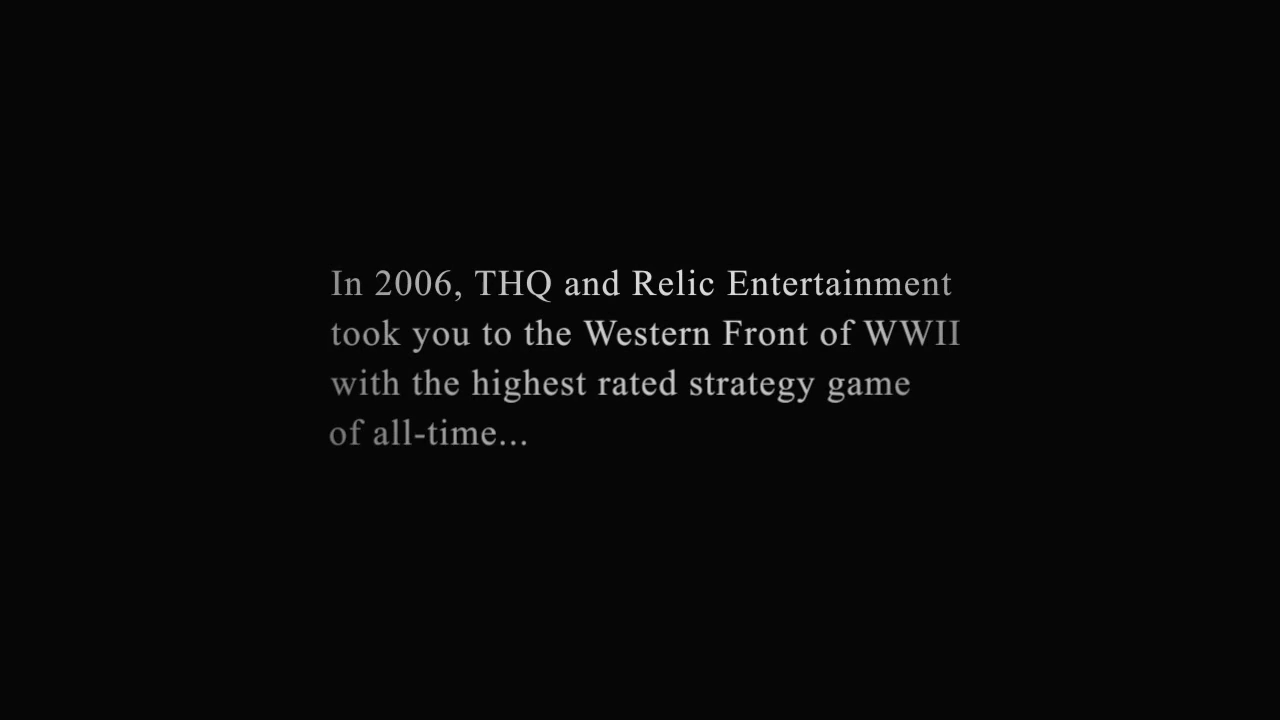 In 2006, THQ and Relic Entertainment
took you to the Western Front of WWII
with the highest rated strategy game
of all-time...